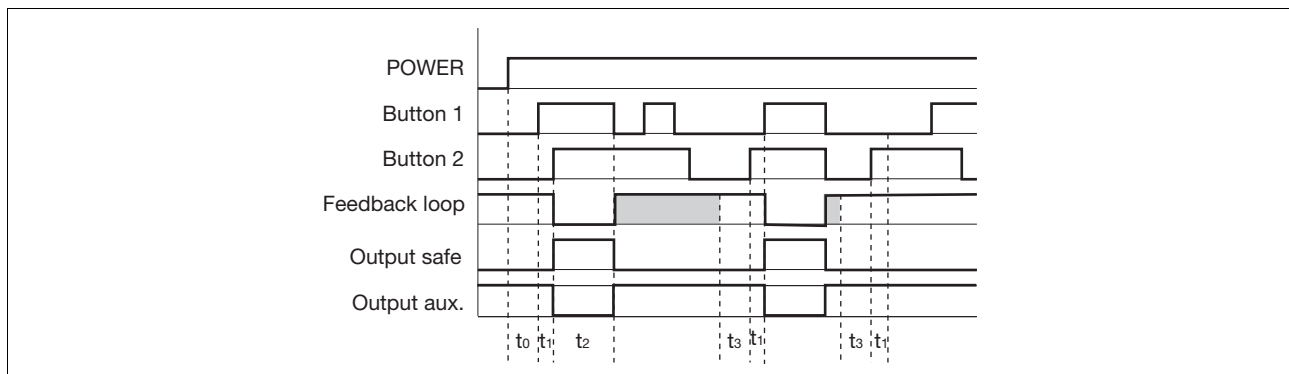 POWER
Button 1
Button 2
Feedback loop
Output safe
Output aux.
t0 t1 t2 t3 t1 t3 t1